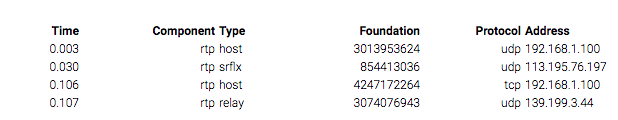 Time Component Type Foundation Protocol Address
0.003 rtp host 3013953624 udp 192.168.1.100
0.030 rtp srflx 854413036 udp 113.195.76.197
0.106 rtp host 4247172264 tcp 192.168.1.100
0.107 rtp relay 3074076943 udp 139.199.3.44